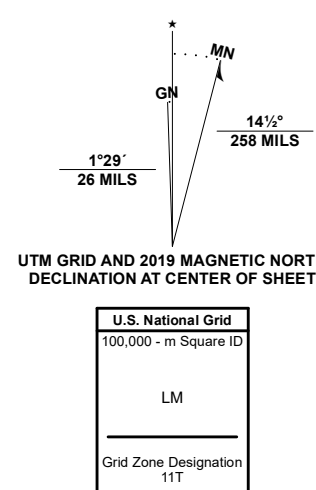 ★
MN
GN
14½°
258 MILS
1°29´
26 MILS
UTM GRID AND 2019 MAGNETIC NORT
DECLINATION AT CENTER OF SHEET
U.S. National Grid
100,000 - m Square ID
LM
Grid Zone Designation
11T